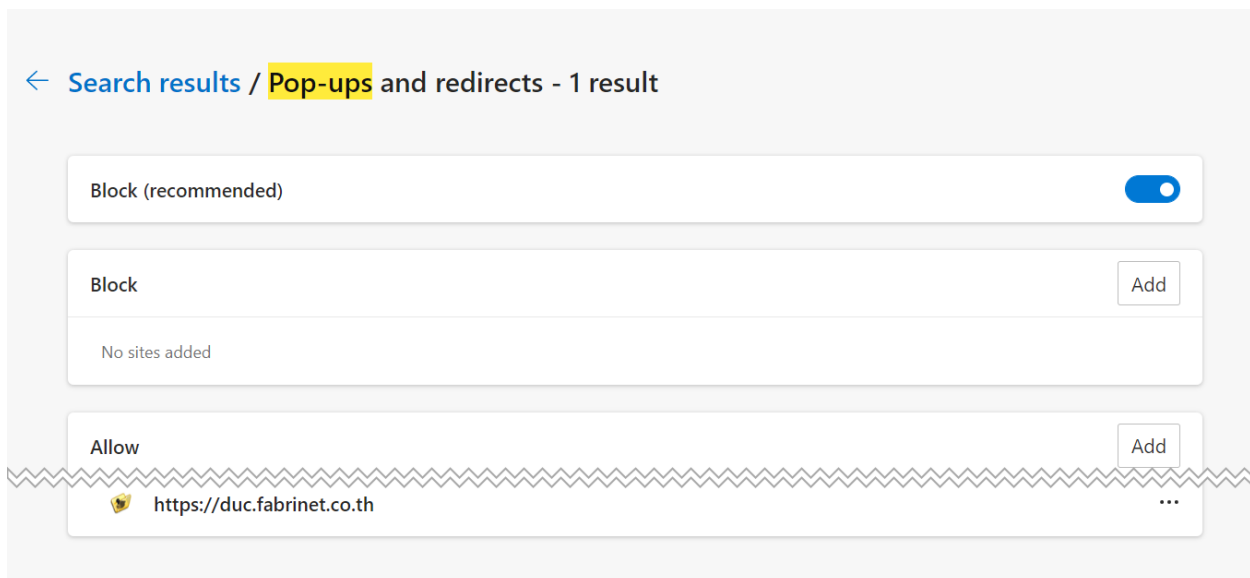 Search results / Pop-ups and redirects - 1 result
Block (recommended)
Block
Add
No sites added
Allow
Add
https://duc.fabrinet.co.th